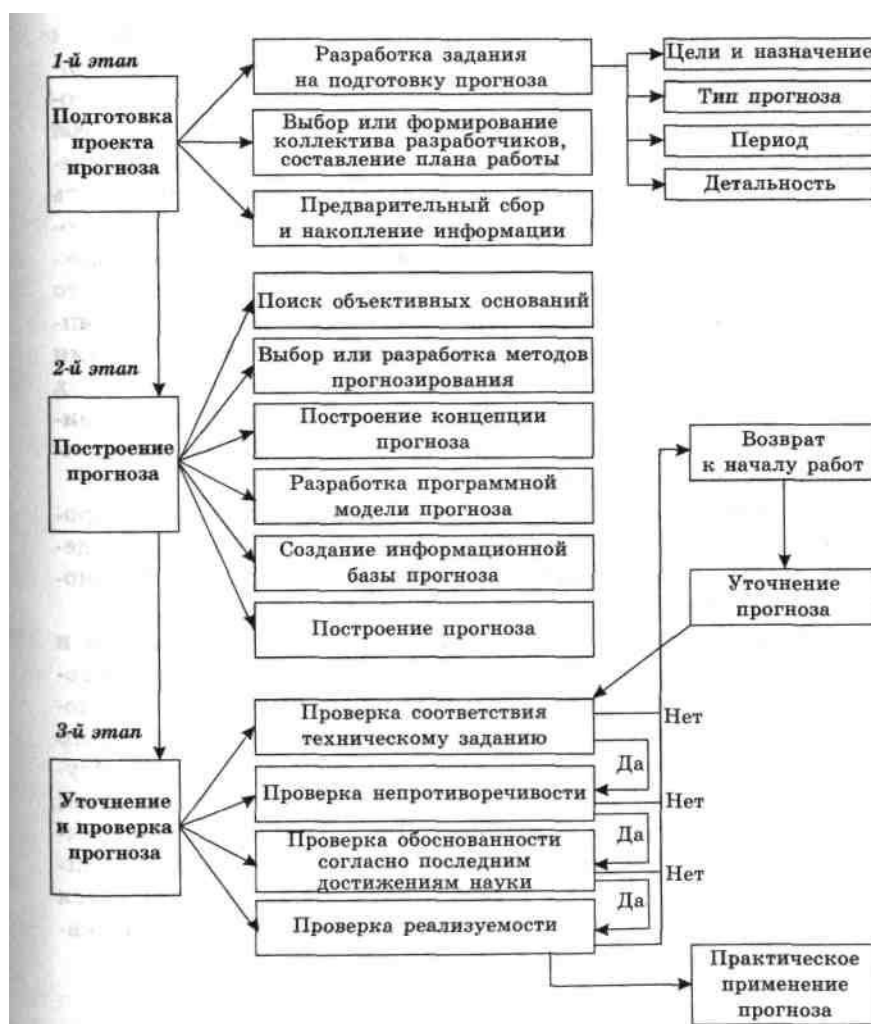 1-й этап
Подготовка
проекта
прогноза
Разработка задания
на подготовку прогноза
Выбор или формирование
коллектива разработчиков,
составление плана работы
Предварительный сбор
и накопление информации
Цели и назначение
Тип прогноза
Период
Детальность
2-й этап
Построение
прогноза
Поиск объективных оснований
Выбор или разработка методов
прогнозирования
Построение концепции
прогноза
Разработка программной
модели прогноза
Создание информационной
базы прогноза
Построение прогноза
Возврат
к началу работ
Уточнение
прогноза
3-й этап
Уточнение
и проверка
прогноза
Проверка соответствия
техническому заданию
Нет
Да
Проверка непротиворечивости
Нет
Да
Проверка обоснованности
согласно последним
достижениям науки
Нет
Да
Проверка реализуемости
Практическое
применение
прогноза